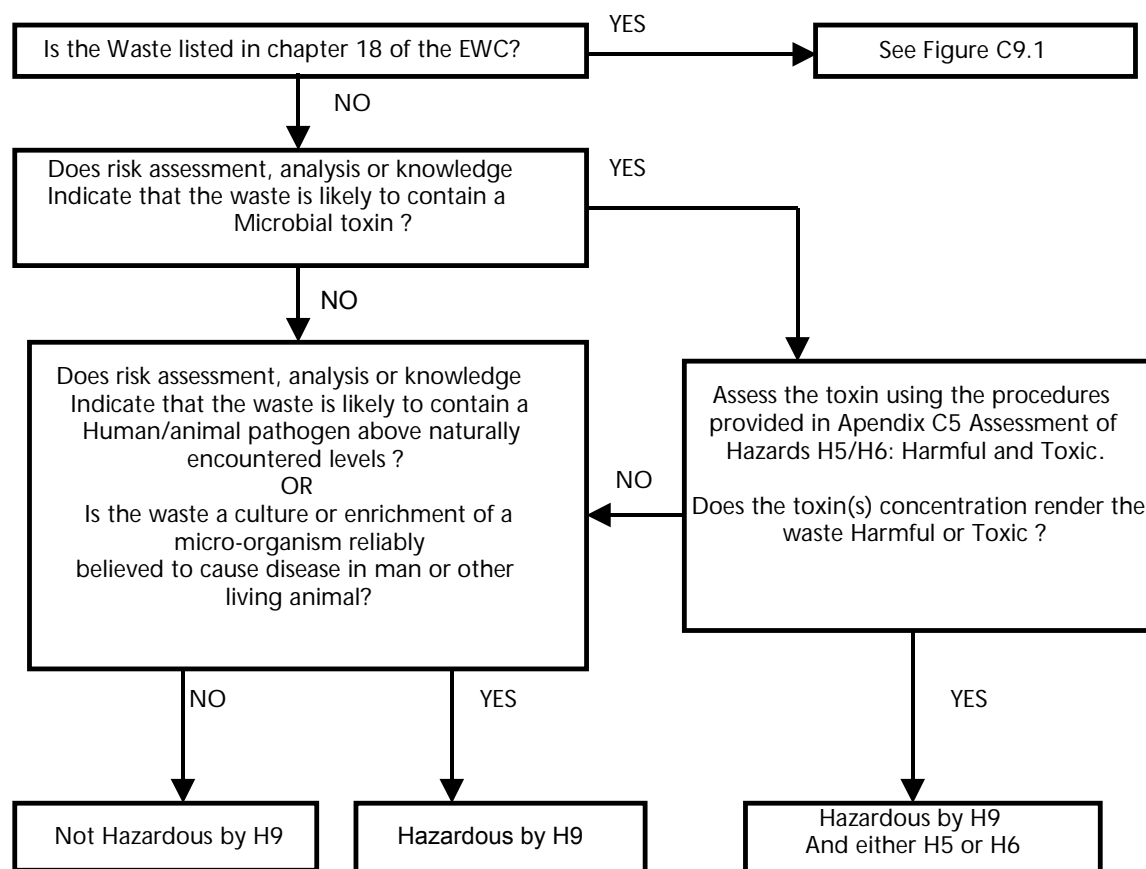 Is the Waste listed in chapter 18 of the EWC?
YES
See Figure C9.1
NO
Does risk assessment, analysis or knowledge
Indicate that the waste is likely to contain a
Microbial toxin ?
YES
NO
Does risk assessment, analysis or knowledge
Indicate that the waste is likely to contain a
Human/animal pathogen above naturally
encountered levels ?
OR
Is the waste a culture or enrichment of a
micro-organism reliably
believed to cause disease in man or other
living animal?
NO
Assess the toxin using the procedures
provided in Apendix C5 Assessment of
Hazards H5/H6: Harmful and Toxic.
Does the toxin(s) concentration render the
waste Harmful or Toxic ?
NO
YES
YES
Not Hazardous by H9
Hazardous by H9
Hazardous by H9
And either H5 or H6